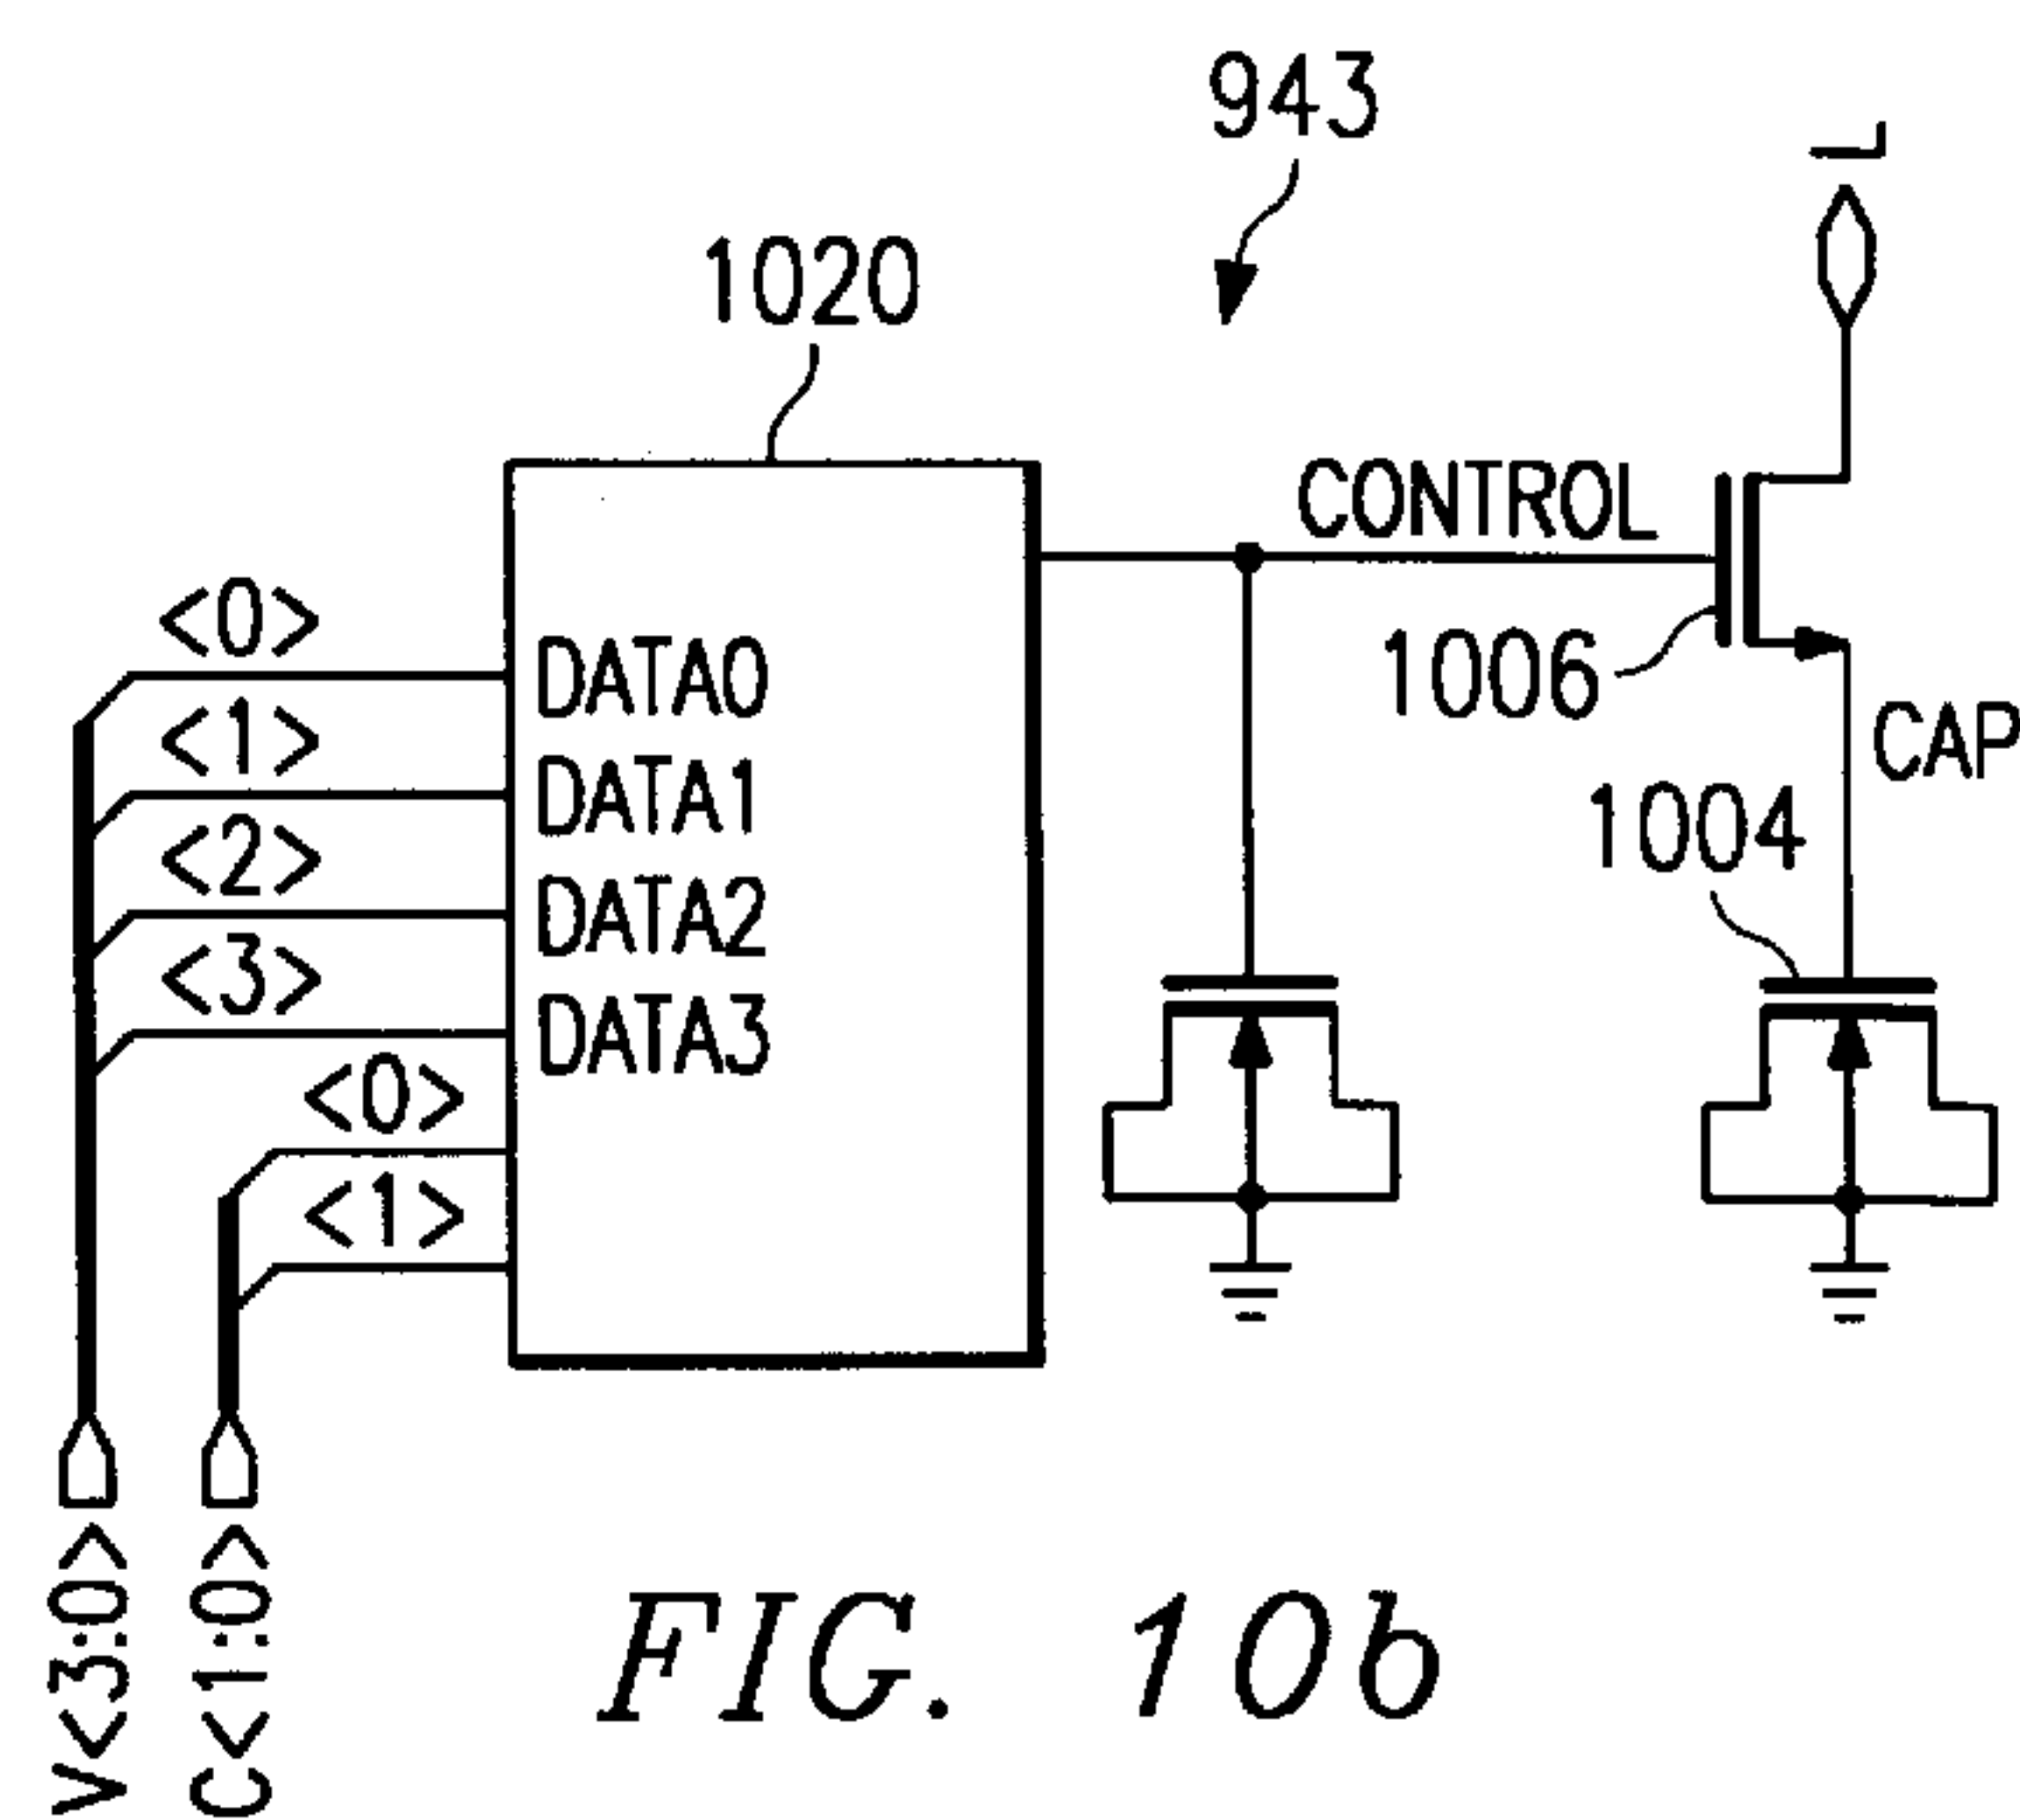 943
L
1020
CONTROL
<0>
DATA0
1006
<1>
CAP
DATA1
1004
<2>
DATA2
<3>
DATA3
<0>
<1>
V<3:0>
C<1:0>
FIG. 10b